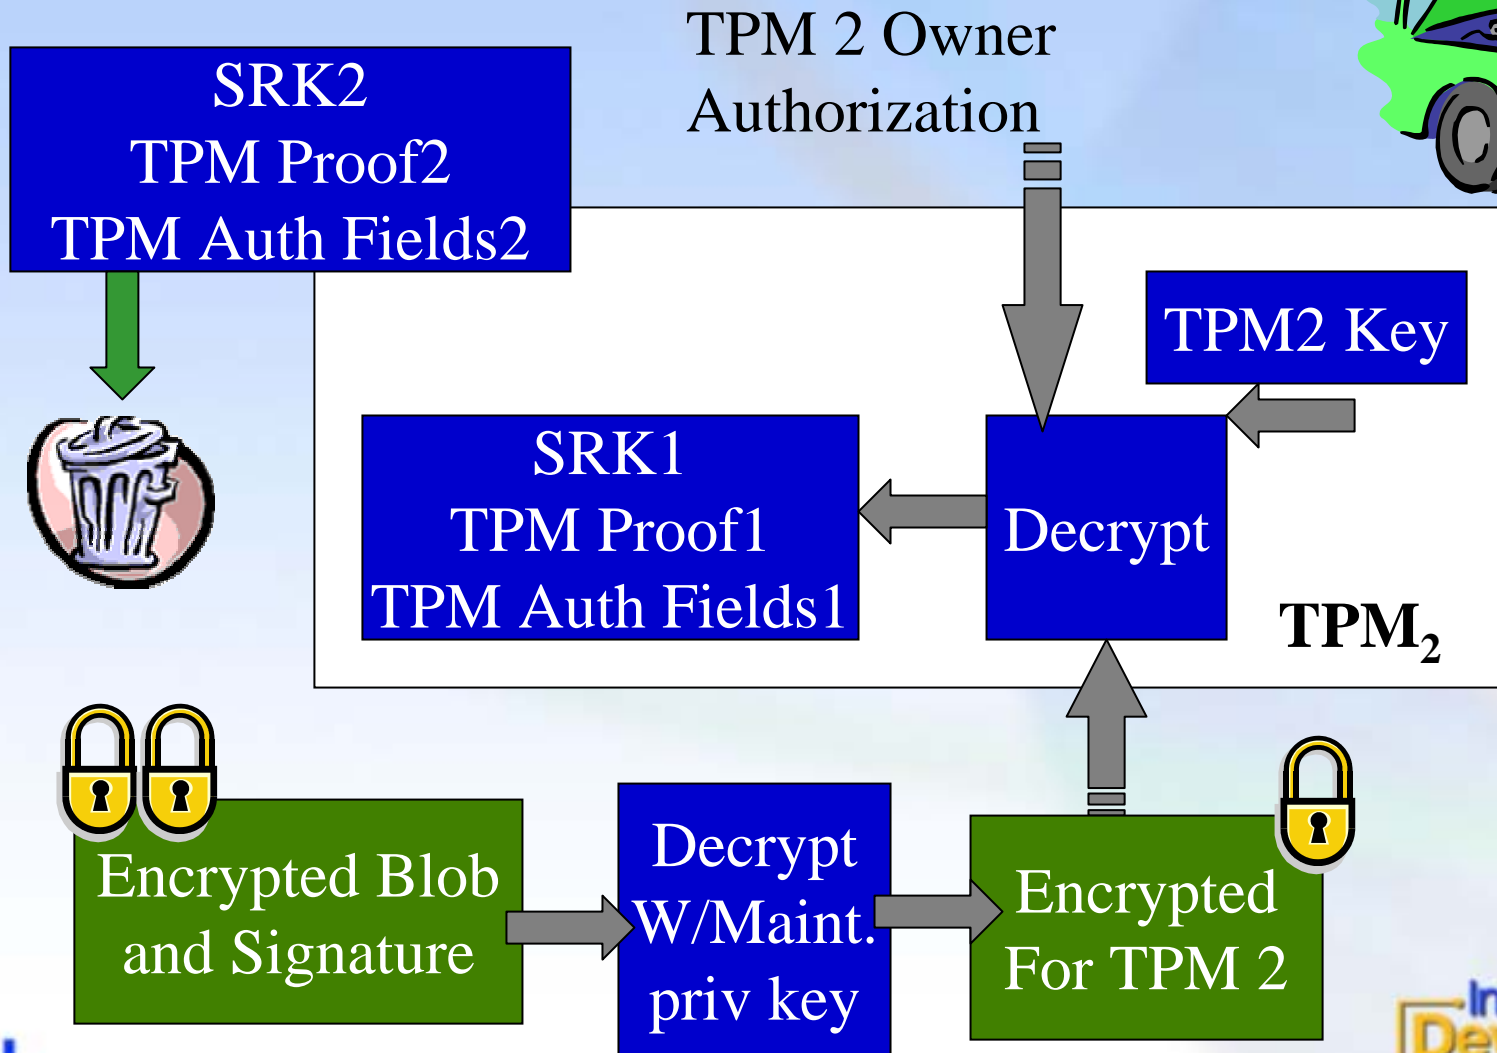 TPM 2 Owner
Authorization
SRK2
TPM Proof2
TPM Auth Fields2
TPM2 Key
SRK1
TPM Proof1
TPM Auth Fields1
Decrypt
TPM₂
Encrypted Blob
and Signature
Decrypt
W/Maint.
priv key
Encrypted
For TPM 2